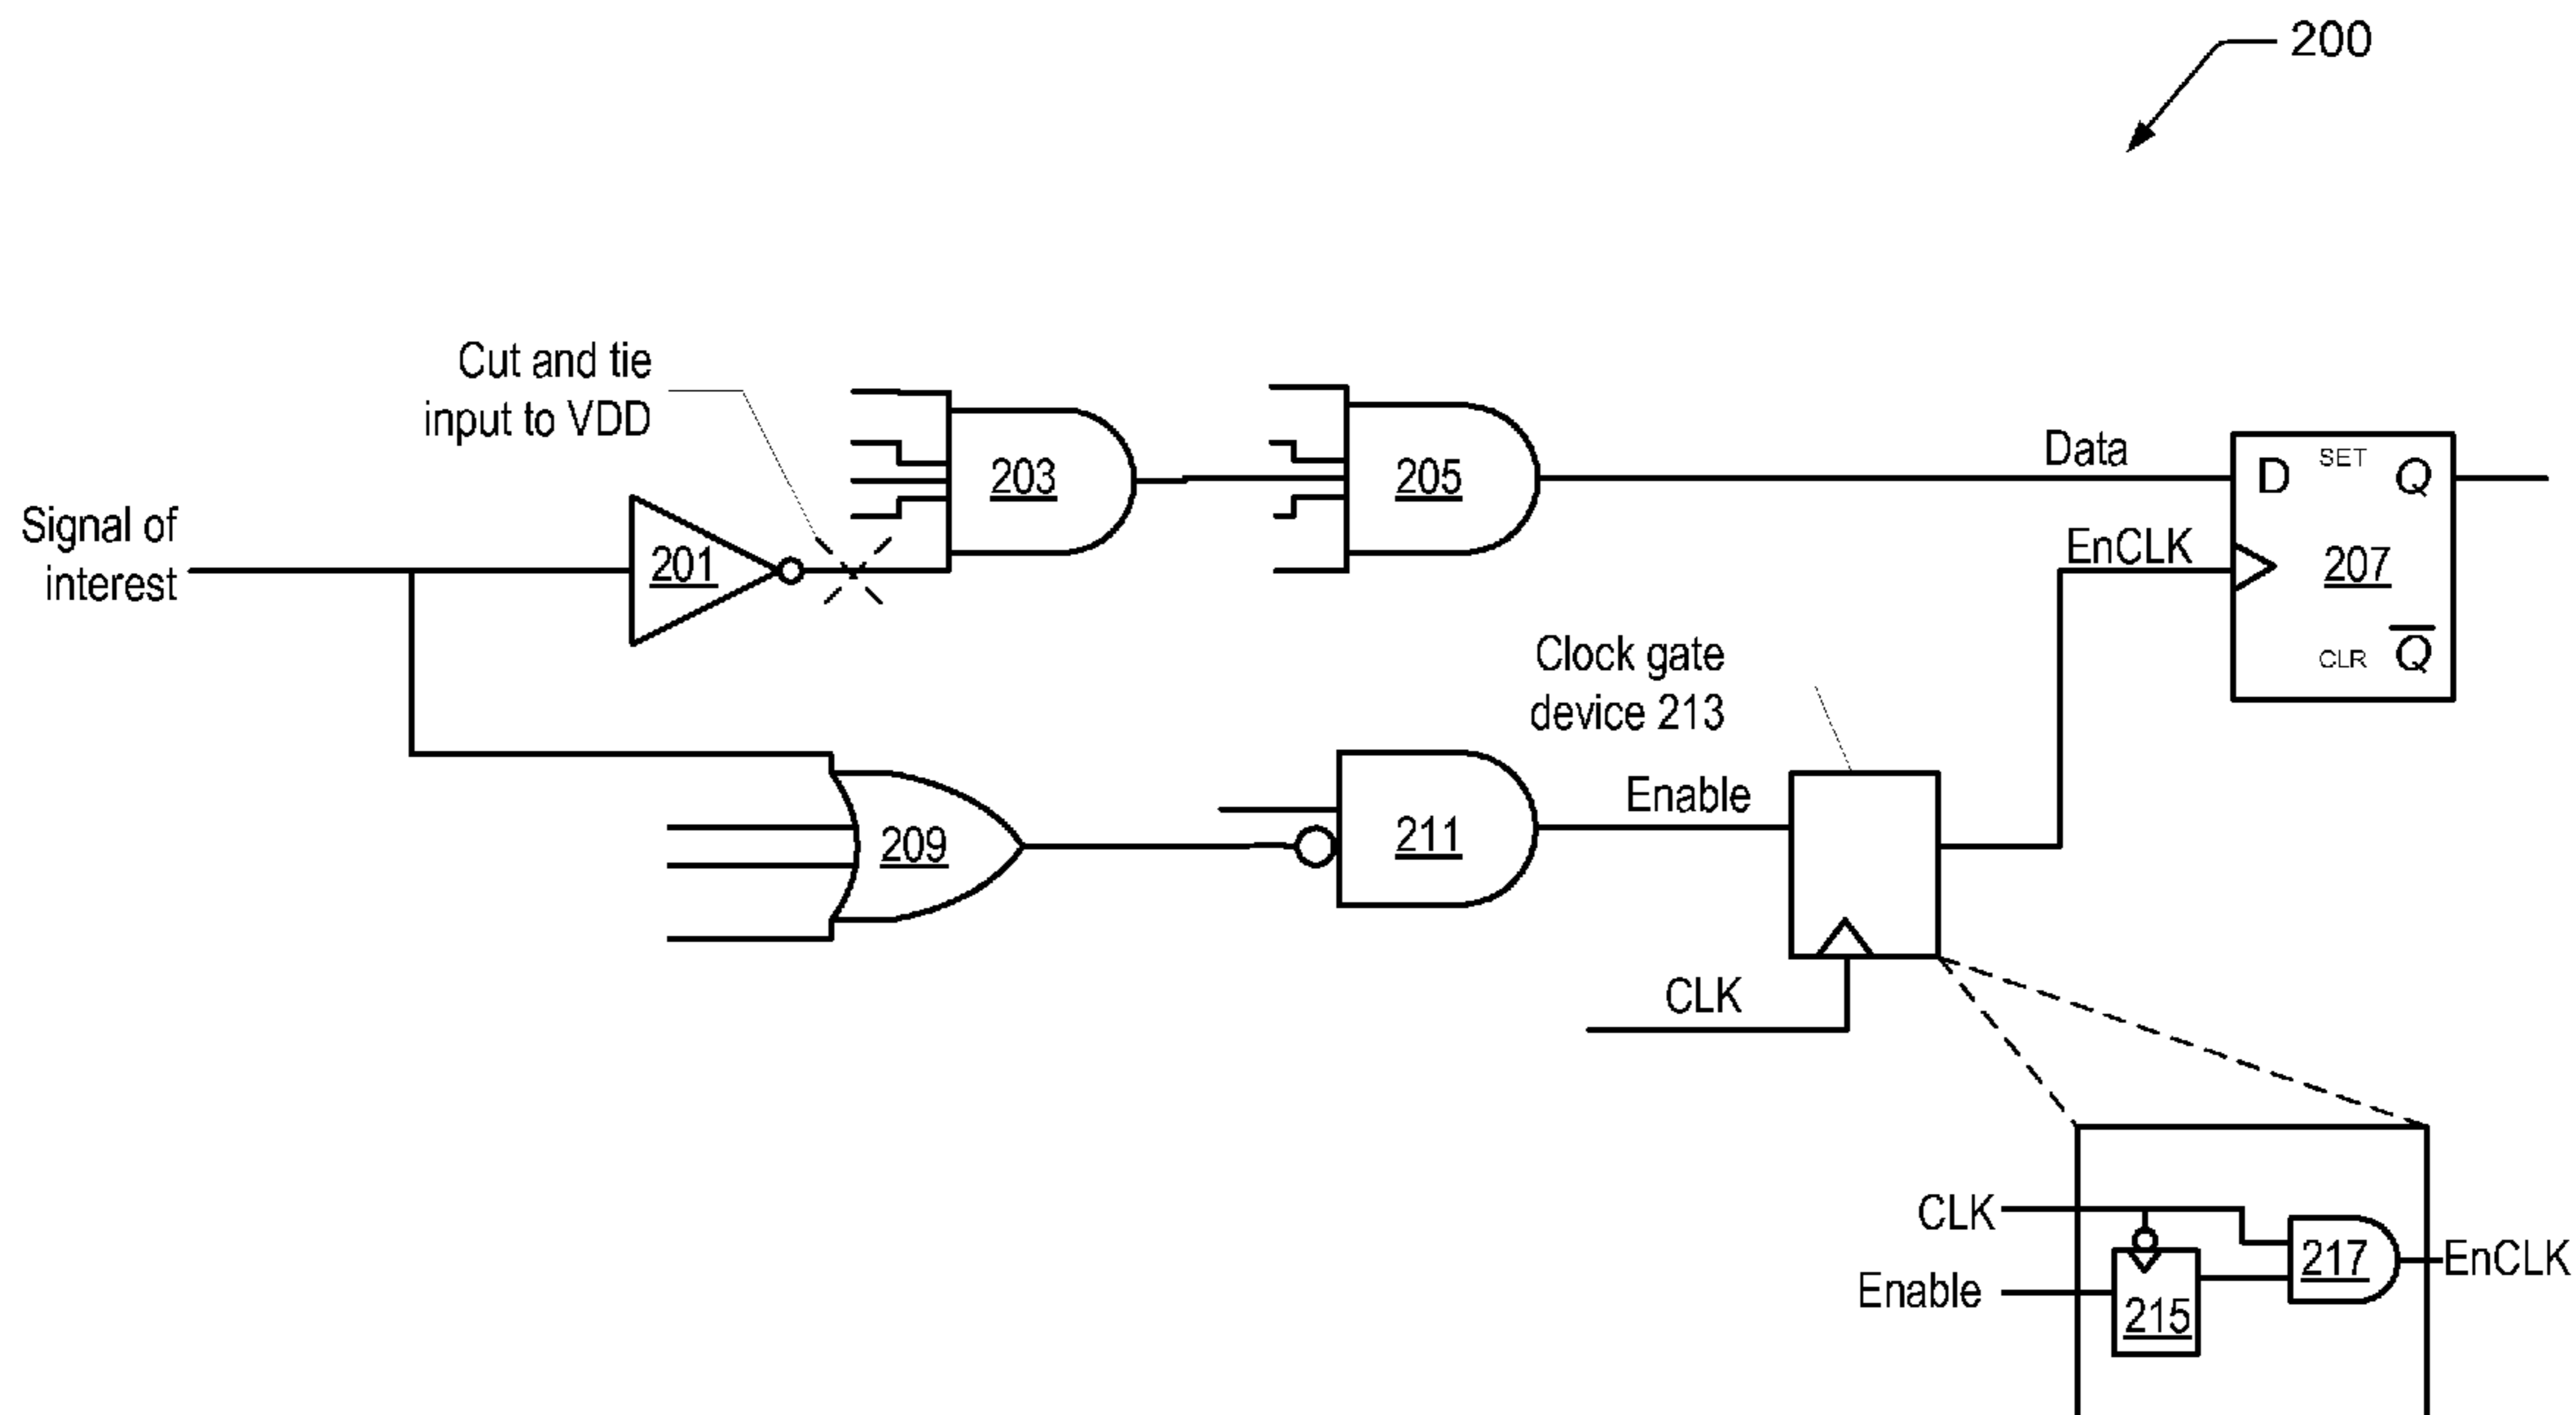 200
Cut and tie
input to VDD
Signal of
interest
201
203
205
Data
D SET Q
EnCLK
207
CLR Q̅
Clock gate
device 213
209
211
Enable
CLK
CLK
Enable
215
217
EnCLK